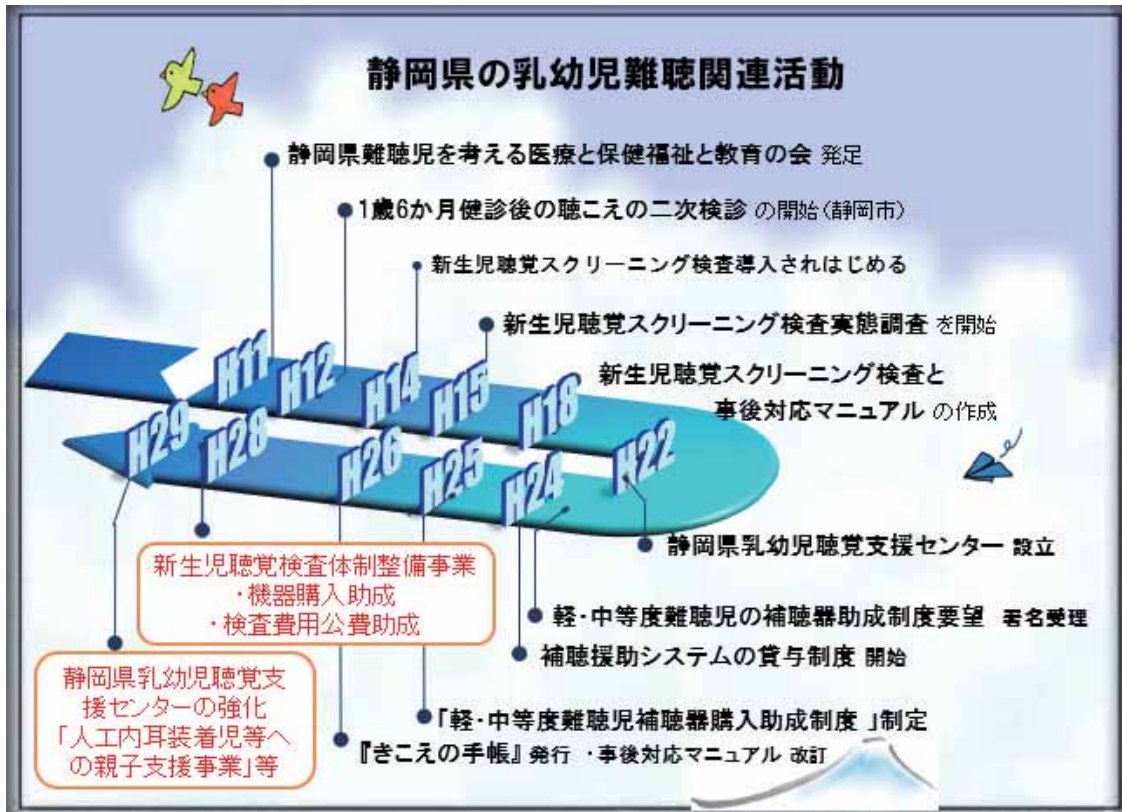 静岡県の乳幼児難聴関連活動
静岡県難聴児を考える医療と保健福祉と教育の会 発足
1歳6か月健診後の聴こえの二次検診 の開始(静岡市)
新生児聴覚スクリーニング検査導入されはじめる
新生児聴覚スクリーニング検査実態調査 を開始
新生児聴覚スクリーニング検査と
事後対応マニュアル の作成
H11
H12
H14
H15
H18
H22
H24
H25
H26
H28
H29
静岡県乳幼児聴覚支援センター 設立
軽・中等度難聴児の補聴器助成制度要望 署名受理
補聴援助システムの貸与制度 開始
「軽・中等度難聴児補聴器購入助成制度 」制定
『きこえの手帳』 発行 ・事後対応マニュアル 改訂
新生児聴覚検査体制整備事業
・機器購入助成
・検査費用公費助成
静岡県乳幼児聴覚支
援センターの強化
「人工内耳装着児等へ
の親子支援事業」等